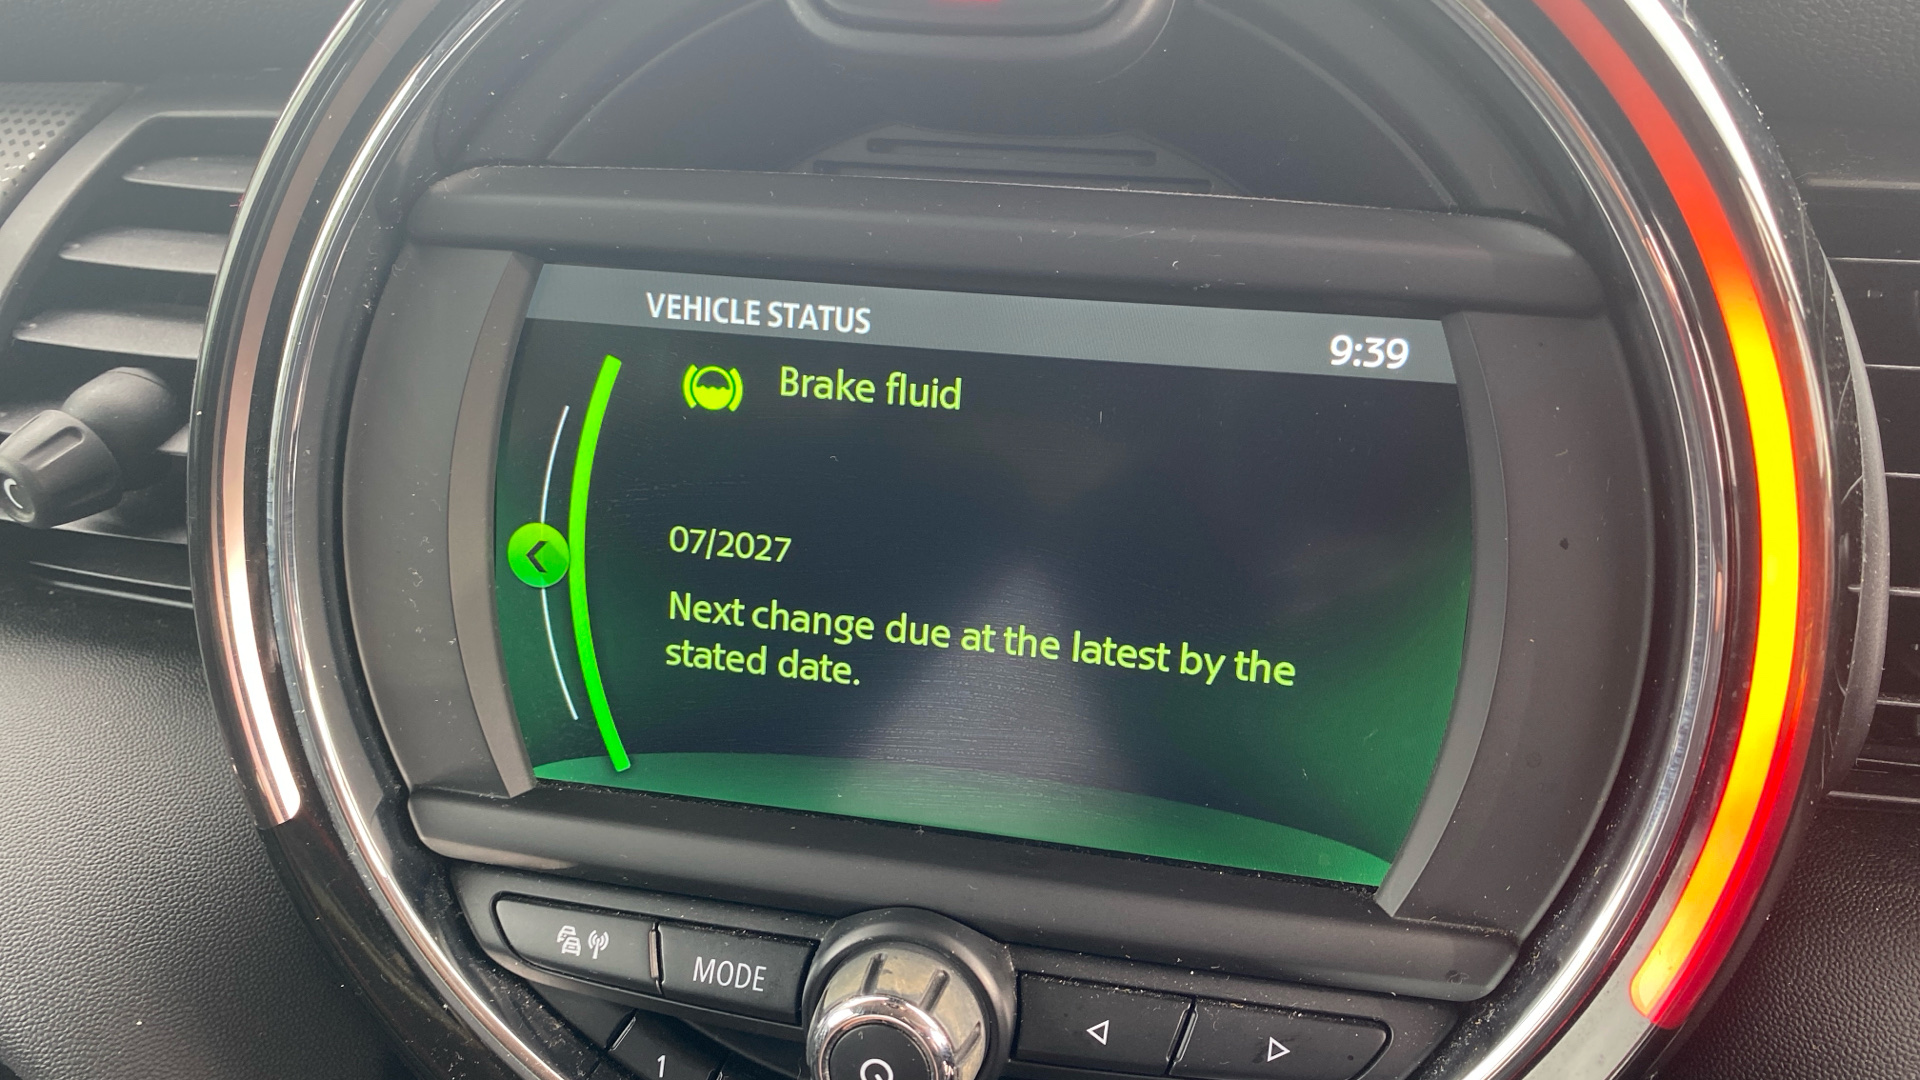 VEHICLE STATUS
9:39
Brake fluid
07/2027
Next change due at the latest by the
stated date.
MODE
1